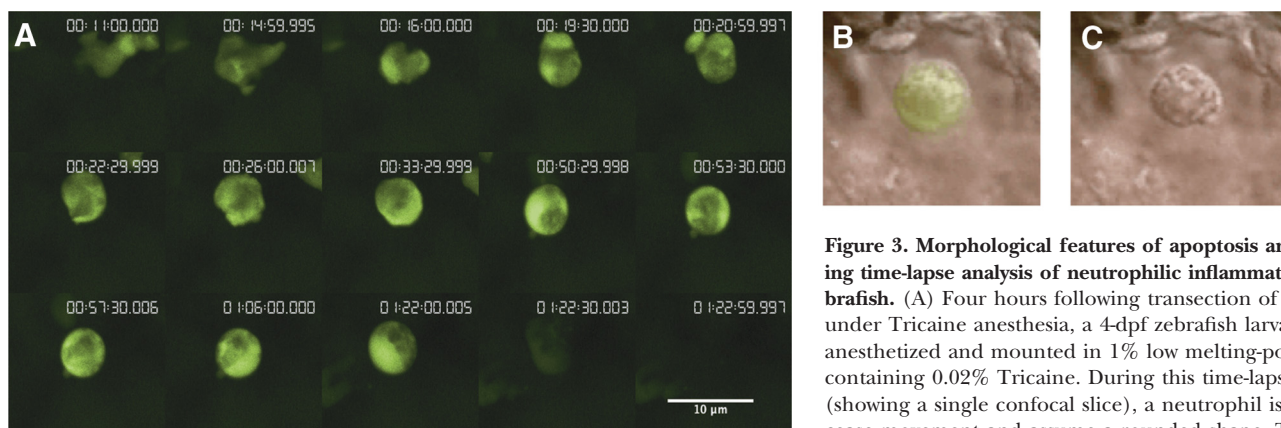 A
00:11:00.000 00:14:59.995 00:16:00.000 00:19:30.000 00:20:59.997
00:22:29.999 00:26:00.007 00:33:29.999 00:50:29.998 00:53:30.000
00:57:30.006 01:06:00.000 01:22:00.005 01:22:30.003 01:22:59.997
10 µm
B C
Figure 3. Morphological features of apoptosis ar
ing time-lapse analysis of neutrophilic inflammat
brafish. (A) Four hours following transection of
under Tricaine anesthesia, a 4-dpf zebrafish larva
anesthetized and mounted in 1% low melting-po
containing 0.02% Tricaine. During this time-laps
(showing a single confocal slice), a neutrophil is